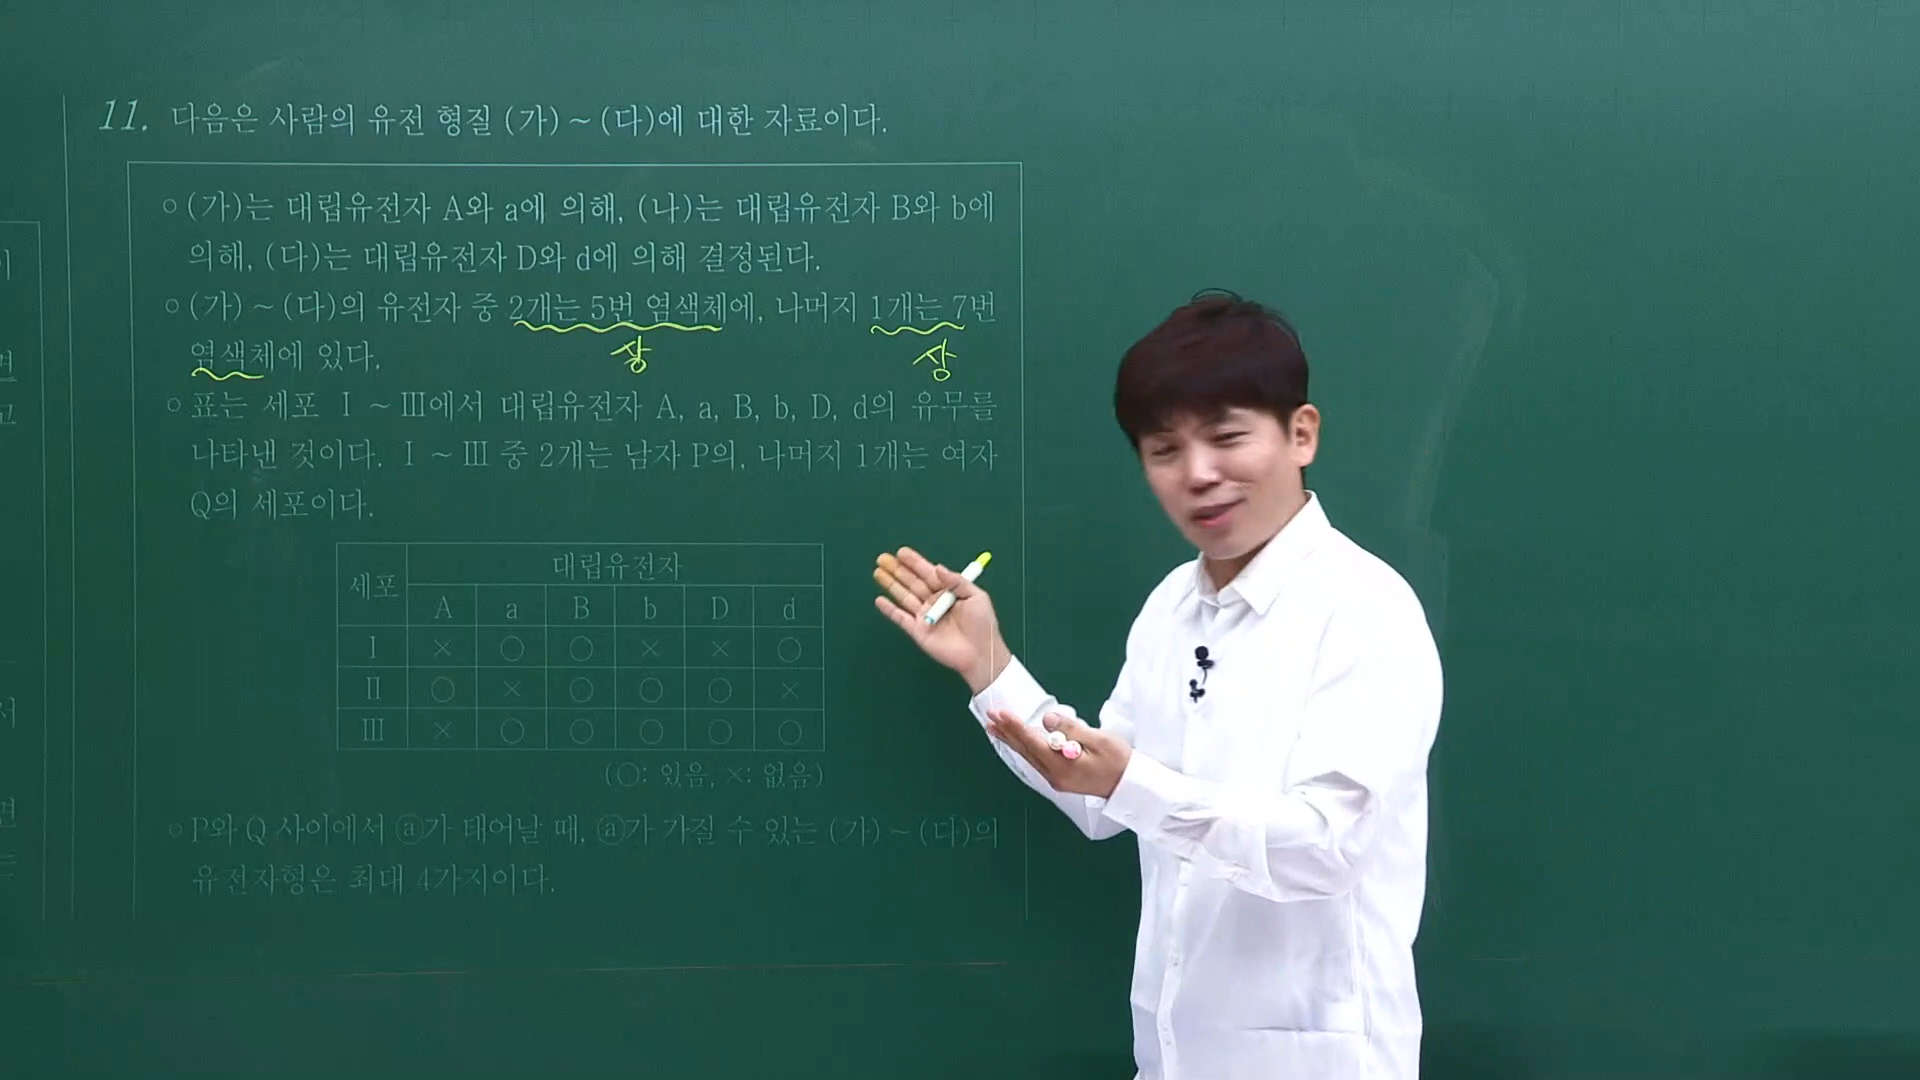 11. 다음은 사람의 유전 형질 (가) ~ (다)에 대한 자료이다.
○ (가)는 대립유전자 A와 a에 의해, (나)는 대립유전자 B와 b에
의해, (다)는 대립유전자 D와 d에 의해 결정된다.
○ (가) ~ (다)의 유전자 중 2개는 5번 염색체에, 나머지 1개는 7번
염색체에 있다.
상 상
○ 표는 세포 Ⅰ ~ Ⅲ에서 대립유전자 A, a, B, b, D, d의 유무를
나타낸 것이다. Ⅰ ~ Ⅲ 중 2개는 남자 P의, 나머지 1개는 여자
Q의 세포이다.
세포 대립유전자
A a B b D d
Ⅰ × ○ ○ × × ○
Ⅱ ○ × ○ ○ ○ ×
Ⅲ × ○ ○ ○ ○ ○
(○: 있음, ×: 없음)
○ P와 Q 사이에서 ⓐ가 태어날 때, ⓐ가 가질 수 있는 (가) ~ (다)의
유전자형은 최대 4가지이다.